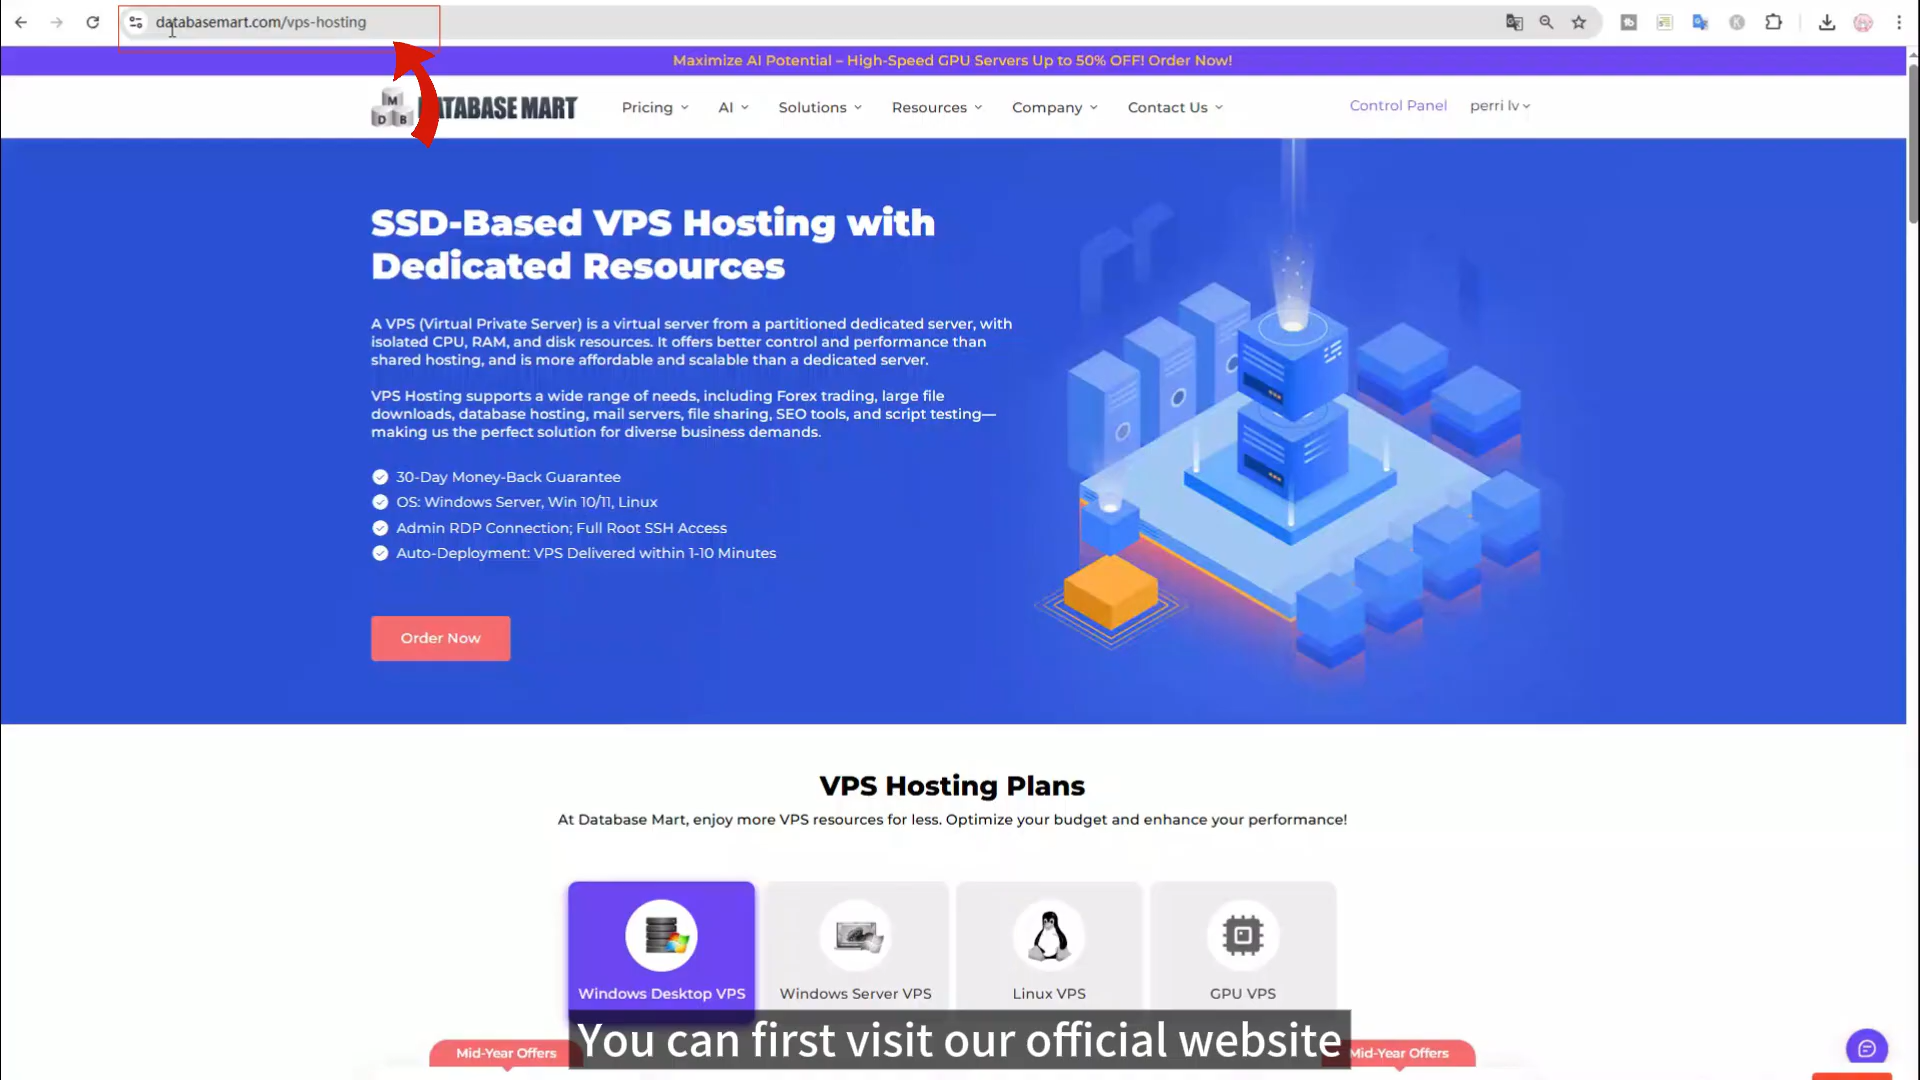 databasemart.com/vps-hosting
Maximize AI Potential – High-Speed GPU Servers Up to 50% OFF! Order Now!
M
D B
DATABASE MART
Pricing
AI
Solutions
Resources
Company
Contact Us
Control Panel
perri lv
SSD-Based VPS Hosting with
Dedicated Resources
A VPS (Virtual Private Server) is a virtual server from a partitioned dedicated server, with
isolated CPU, RAM, and disk resources. It offers better control and performance than
shared hosting, and is more affordable and scalable than a dedicated server.
VPS Hosting supports a wide range of needs, including Forex trading, large file
downloads, database hosting, mail servers, file sharing, SEO tools, and script testing—
making us the perfect solution for diverse business demands.
30-Day Money-Back Guarantee
OS: Windows Server, Win 10/11, Linux
Admin RDP Connection; Full Root SSH Access
Auto-Deployment: VPS Delivered within 1-10 Minutes
Order Now
VPS Hosting Plans
At Database Mart, enjoy more VPS resources for less. Optimize your budget and enhance your performance!
Windows Desktop VPS
Windows Server VPS
Linux VPS
GPU VPS
Mid-Year Offers
You can first visit our official website
Mid-Year Offers